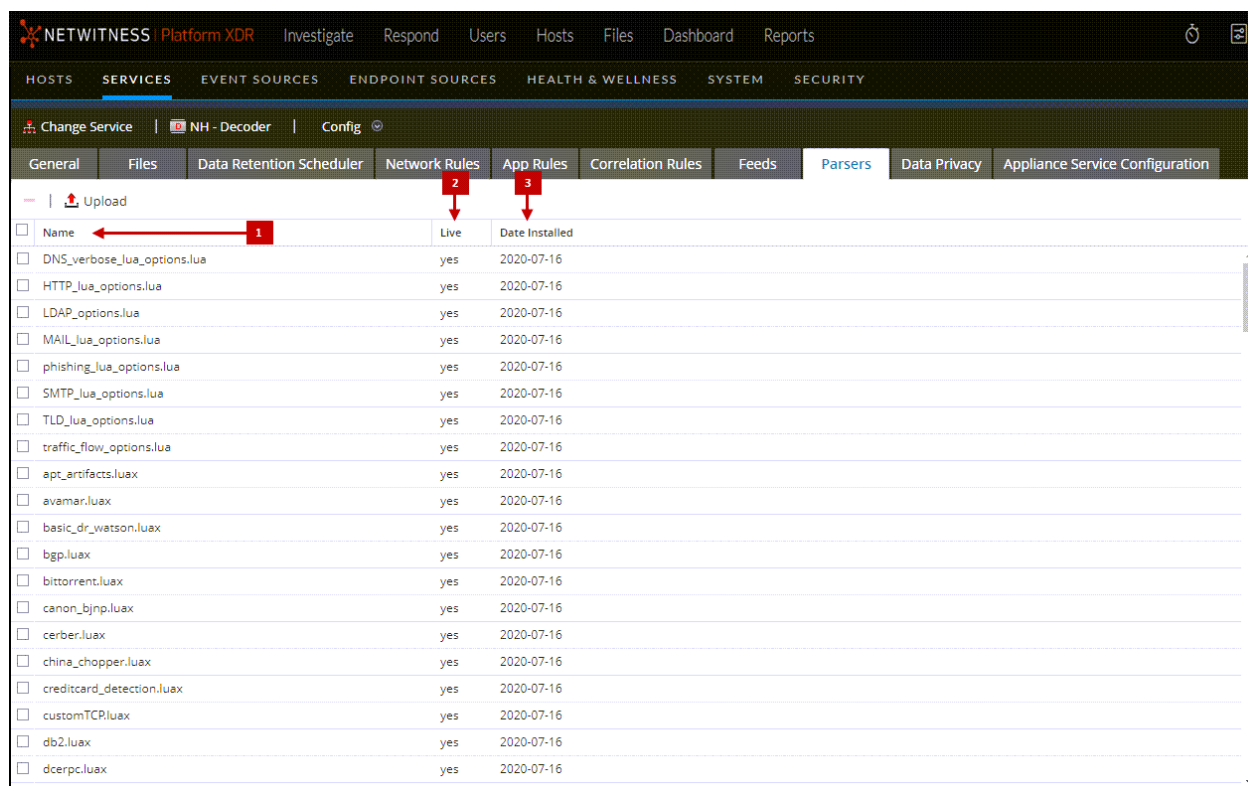 NETWITNESS Platform XDR Investigate Respond Users Hosts Files Dashboard Reports
HOSTS SERVICES EVENT SOURCES ENDPOINT SOURCES HEALTH & WELLNESS SYSTEM SECURITY
Change Service | NH - Decoder | Config
General Files Data Retention Scheduler Network Rules App Rules Correlation Rules Feeds Parsers Data Privacy Appliance Service Configuration
2 3
Upload
Name 1 Live Date Installed
DNS_verbose_lua_options.lua yes 2020-07-16
HTTP_lua_options.lua yes 2020-07-16
LDAP_options.lua yes 2020-07-16
MAIL_lua_options.lua yes 2020-07-16
phishing_lua_options.lua yes 2020-07-16
SMTP_lua_options.lua yes 2020-07-16
TLD_lua_options.lua yes 2020-07-16
traffic_flow_options.lua yes 2020-07-16
apt_artifacts.luax yes 2020-07-16
avamar.luax yes 2020-07-16
basic_dr_watson.luax yes 2020-07-16
bgp.luax yes 2020-07-16
bittorrent.luax yes 2020-07-16
canon_bjnp.luax yes 2020-07-16
cerber.luax yes 2020-07-16
china_chopper.luax yes 2020-07-16
creditcard_detection.luax yes 2020-07-16
customTCP.luax yes 2020-07-16
db2.luax yes 2020-07-16
dcerpc.luax yes 2020-07-16